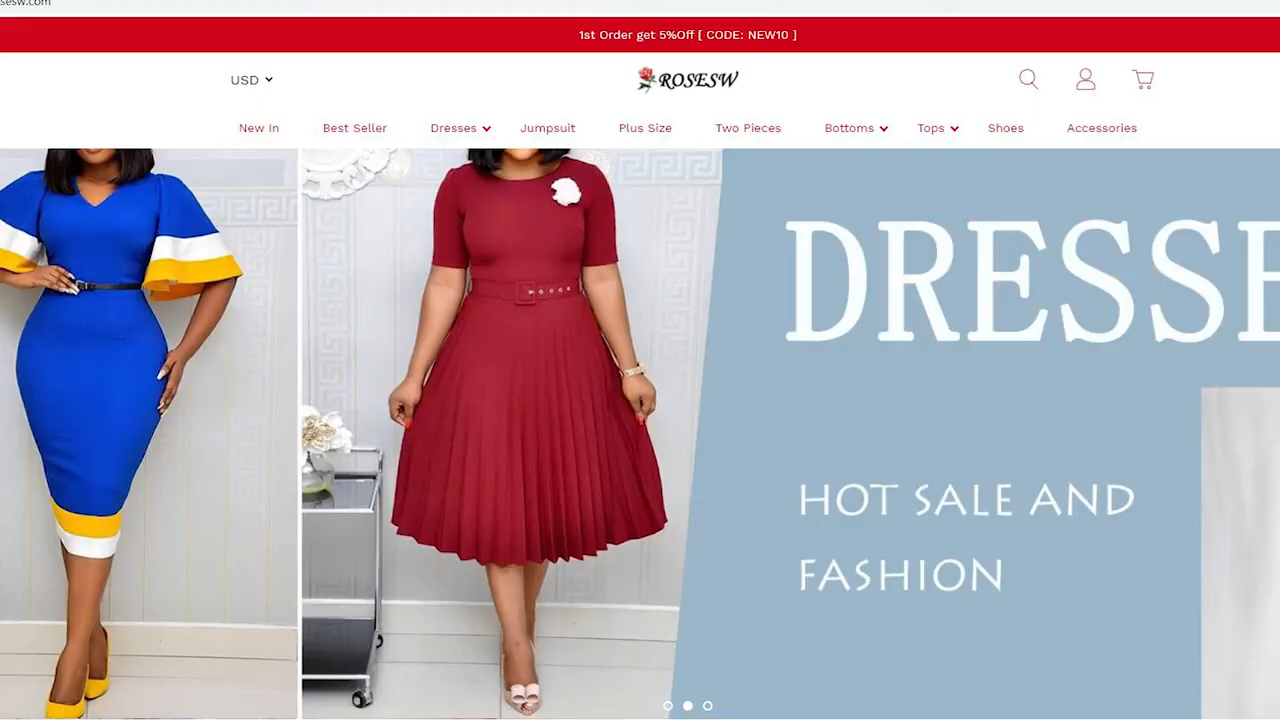 sesw.com
1st Order get 5%Off [ CODE: NEW10 ]
USD
ROSESW
New In Best Seller Dresses Jumpsuit Plus Size Two Pieces Bottoms Tops Shoes Accessories
DRESSE
HOT SALE AND
FASHION